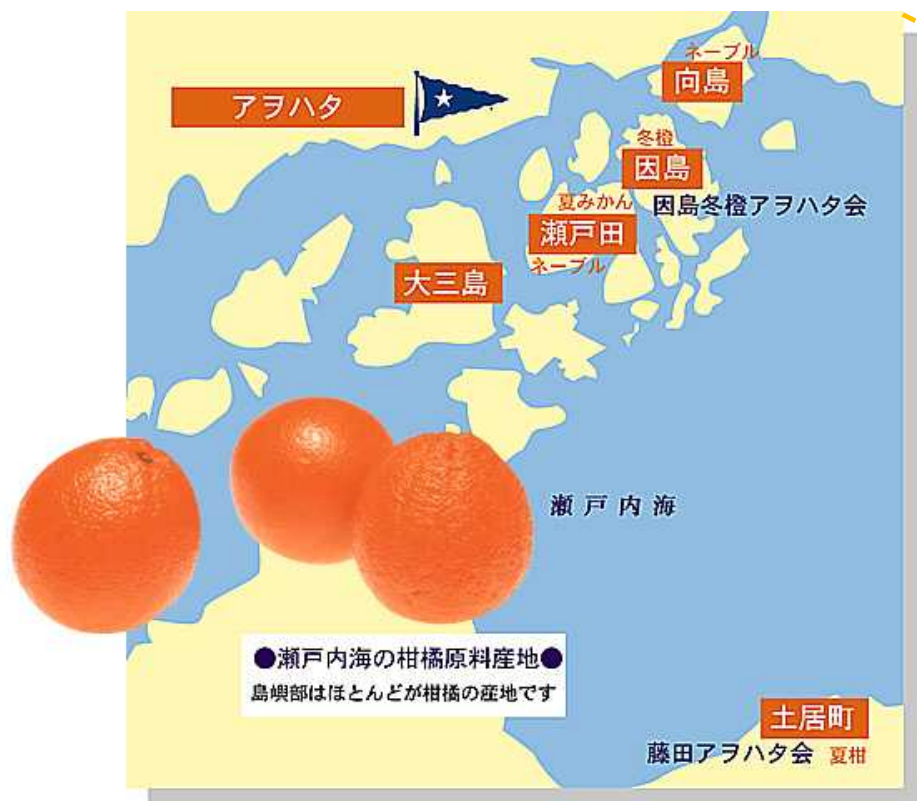 ネーブル
向島
アヲハタ
冬橙
因島
夏みかん
因島冬橙アヲハタ会
瀬戸田
ネーブル
大三島
瀬戸内海
●瀬戸内海の柑橘原料産地●
島嶼部はほとんどが柑橘の産地です
土居町
藤田アヲハタ会 夏柑